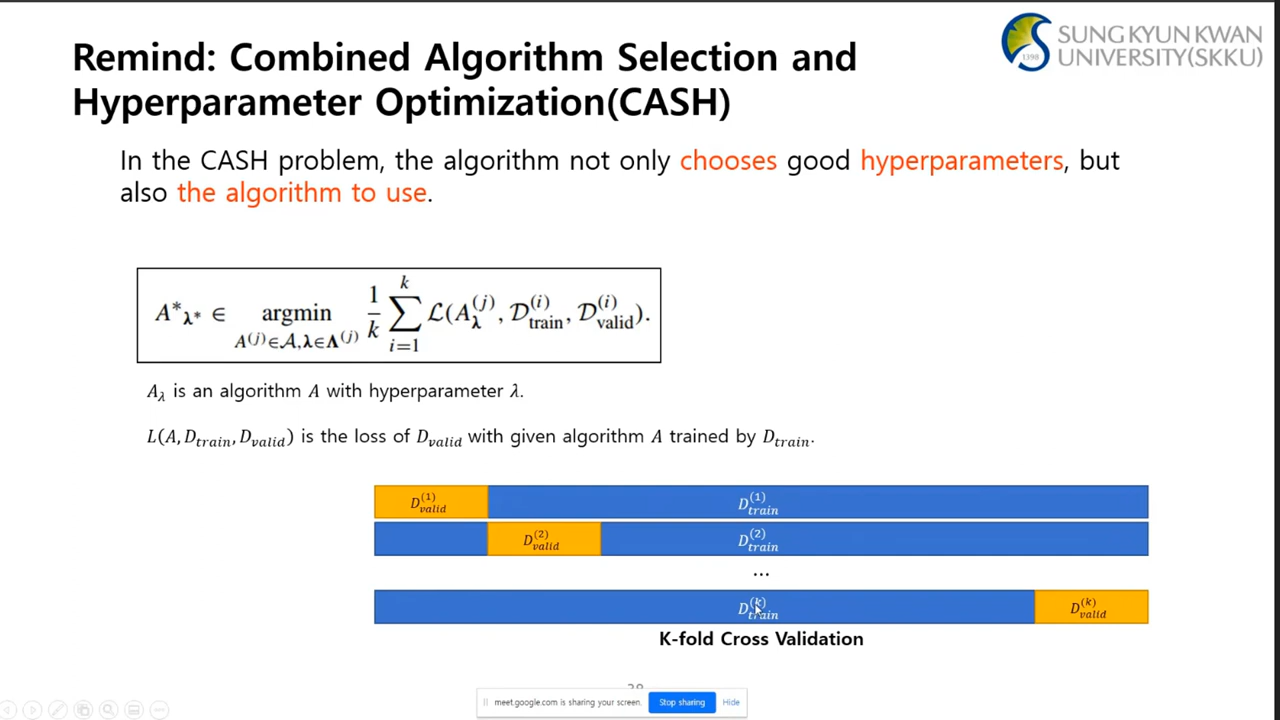 Remind: Combined Algorithm Selection and
Hyperparameter Optimization(CASH)
SUNG KYUN KWAN
UNIVERSITY(SKKU)
1398
In the CASH problem, the algorithm not only chooses good hyperparameters, but
also the algorithm to use.
A*_λ* ∈ argmin_{A^(j)∈𝒜,λ∈Λ^(j)} 1/k ∑_{i=1}^{k} ℒ(A_λ^(j), 𝒟_train^(i), 𝒟_valid^(i)).
A_λ is an algorithm A with hyperparameter λ.
L(A, D_train, D_valid) is the loss of D_valid with given algorithm A trained by D_train.
D_valid^(1) D_train^(1)
D_valid^(2) D_train^(2)
...
D_train^(k) D_valid^(k)
K-fold Cross Validation
meet.google.com is sharing your screen. Stop sharing Hide